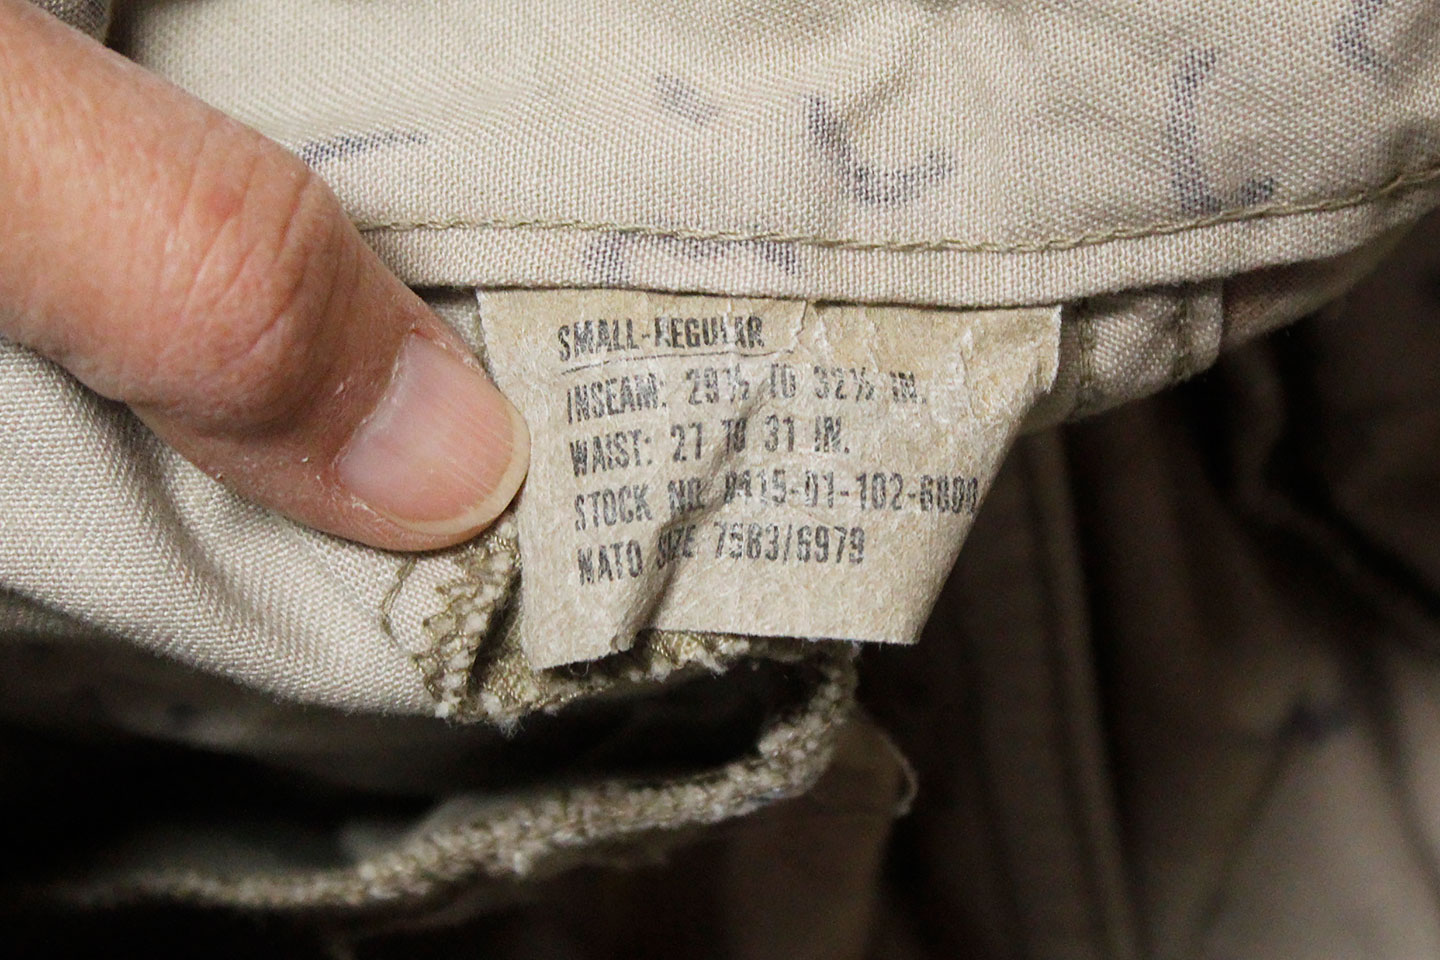 SMALL-REGULAR
INSEAM: 29½ TO 32½ IN.
WAIST: 27 TO 31 IN.
STOCK NO.
NATO SIZE 7583/6979